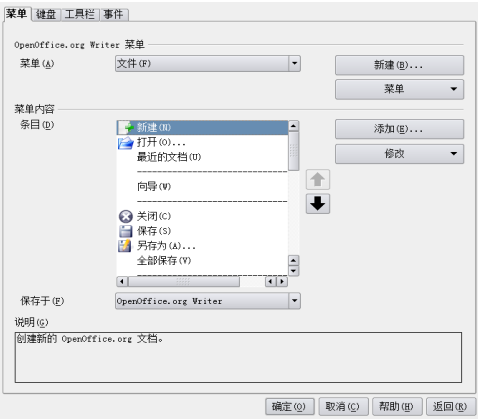 菜单 键盘 工具栏 事件
OpenOffice.org Writer 菜单
菜单(A) 文件(F) 新建(B)...
菜单
菜单内容
条目(D) 新建(N) 添加(E)...
打开(O)...
最近的文档(U) 修改
向导(W)
关闭(C)
保存(S)
另存为(A)...
全部保存(V)
保存于(F) OpenOffice.org Writer
说明(G)
创建新的 OpenOffice.org 文档。
确定(O) 取消(C) 帮助(H) 返回(R)